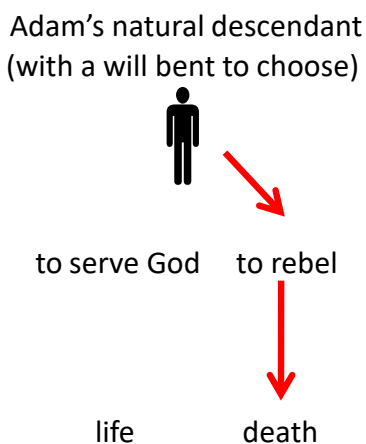 Adam’s natural descendant
(with a will bent to choose)
to serve God to rebel
life death